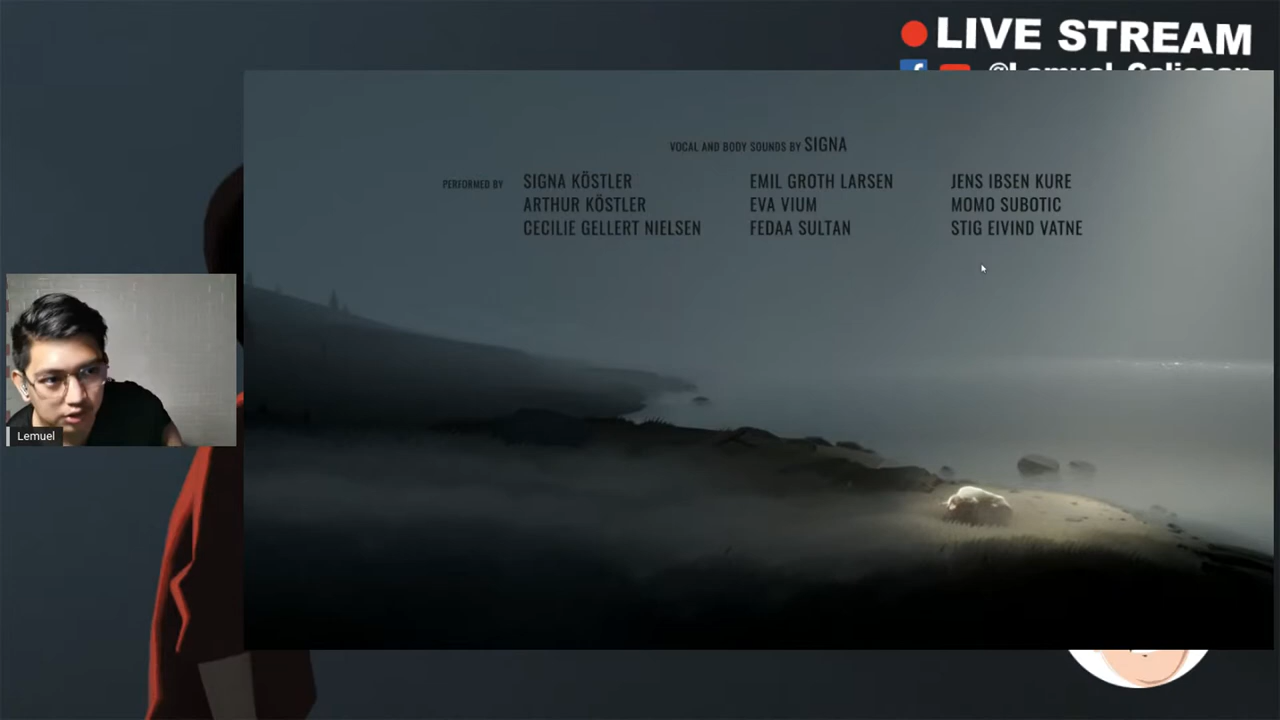 LIVE STREAM
VOCAL AND BODY SOUNDS BY SIGNA
PERFORMED BY SIGNA KÖSTLER EMIL GROTH LARSEN JENS IBSEN KURE
ARTHUR KÖSTLER EVA VIUM MOMO SUBOTIC
CECILIE GELLERT NIELSEN FEDAA SULTAN STIG EIVIND VATNE
Lemuel